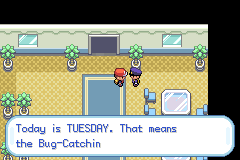 Today is TUESDAY. That means
the Bug-Catchin